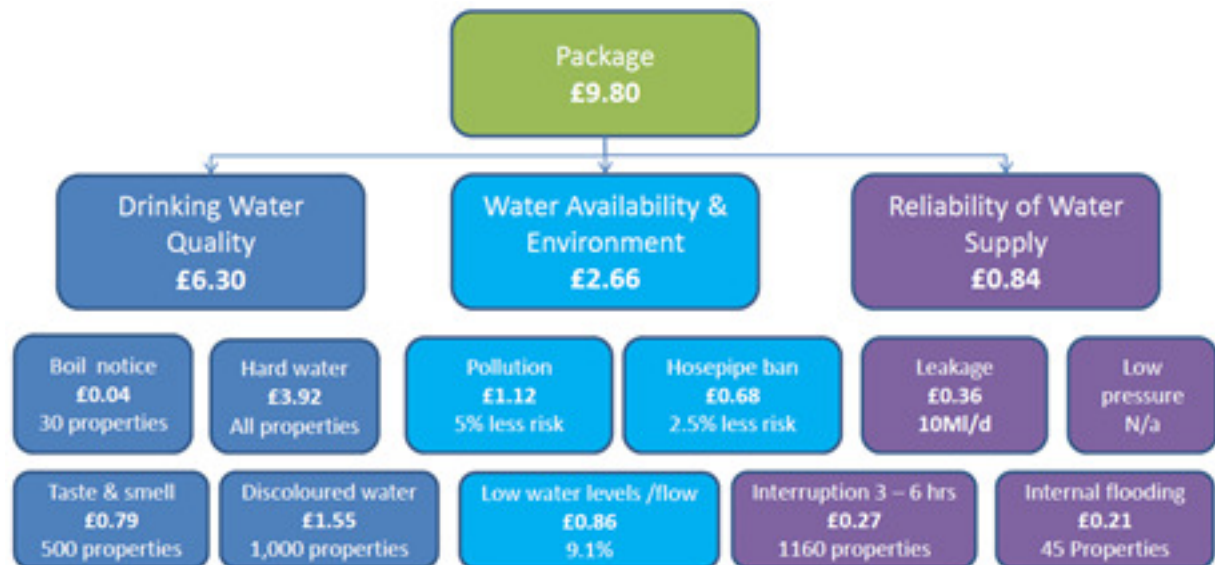 Package
£9.80
Drinking Water
Quality
£6.30
Water Availability &
Environment
£2.66
Reliability of Water
Supply
£0.84
Boil notice
£0.04
30 properties
Hard water
£3.92
All properties
Pollution
£1.12
5% less risk
Hosepipe ban
£0.68
2.5% less risk
Leakage
£0.36
10Ml/d
Low
pressure
N/a
Taste & smell
£0.79
500 properties
Discoloured water
£1.55
1,000 properties
Low water levels /flow
£0.86
9.1%
Interruption 3 – 6 hrs
£0.27
1160 properties
Internal flooding
£0.21
45 Properties